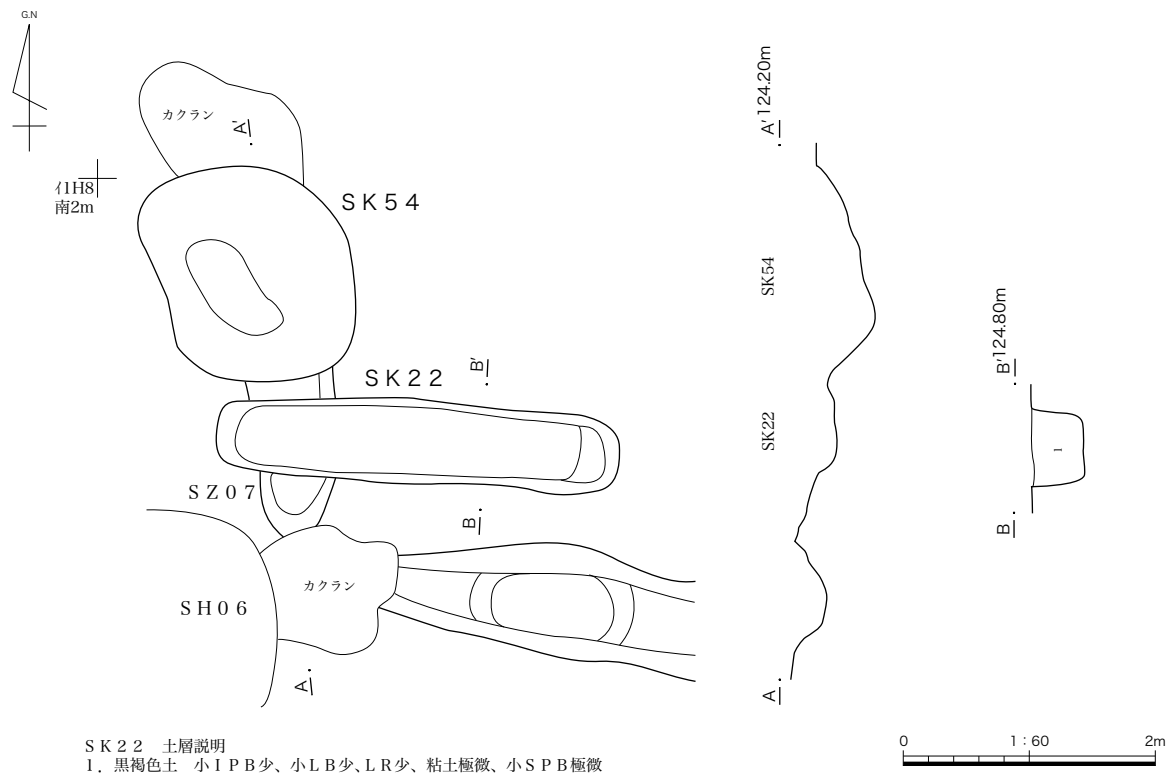 G.N
カクラン
A'
イ1H8
南2m
SK54
SK22
B'
SZ07
B
カクラン
SH06
A
A' 124.20m
SK54
SK22
A
B' 124.80m
1
B
SK22 土層説明
1．黒褐色土 小IPB少、小LB少、LR少、粘土極微、小SPB極微
0 1：60 2m